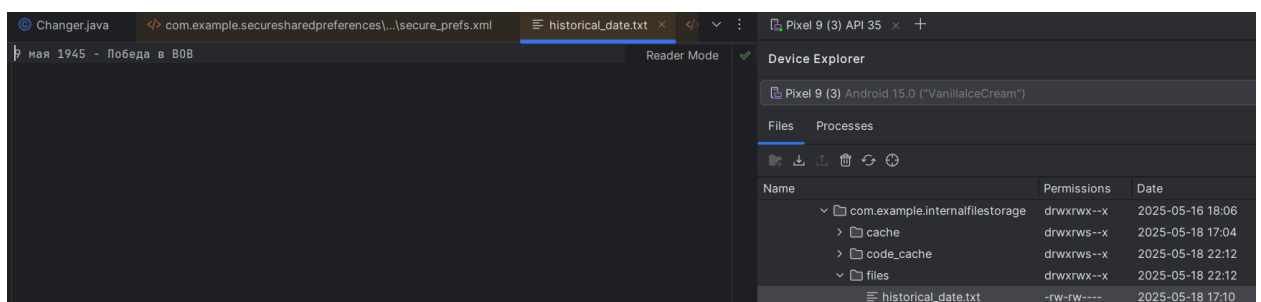 Changer.java
com.example.securesharedpreferences\...\secure_prefs.xml
historical_date.txt
9 мая 1945 - Победа в ВОВ
Reader Mode
Pixel 9 (3) API 35
Device Explorer
Pixel 9 (3) Android 15.0 ("VanillaIceCream")
Files Processes
Name Permissions Date
com.example.internalfilestorage drwxrwx--x 2025-05-16 18:06
cache drwxrws--x 2025-05-18 17:04
code_cache drwxrws--x 2025-05-18 22:12
files drwxrwx--x 2025-05-18 22:12
historical_date.txt -rw-rw---- 2025-05-18 17:10